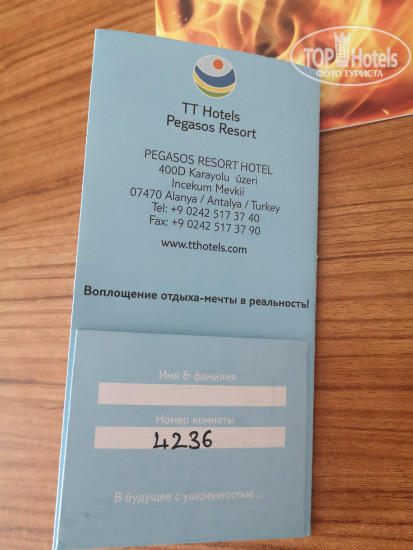 TOP Hotels
ФОТО ТУРИСТА
TT Hotels
Pegasos Resort
PEGASOS RESORT HOTEL
400D Karayolu üzeri
Incekum Mevkii
07470 Alanya / Antalya / Turkey
Tel: +9 0242 517 37 40
Fax: +9 0242 517 37 90
www.tthotels.com
Воплощение отдыха-мечты в реальность!
Имя & фамилия
Номер комнаты
4236
В будущее с уверенностью ...